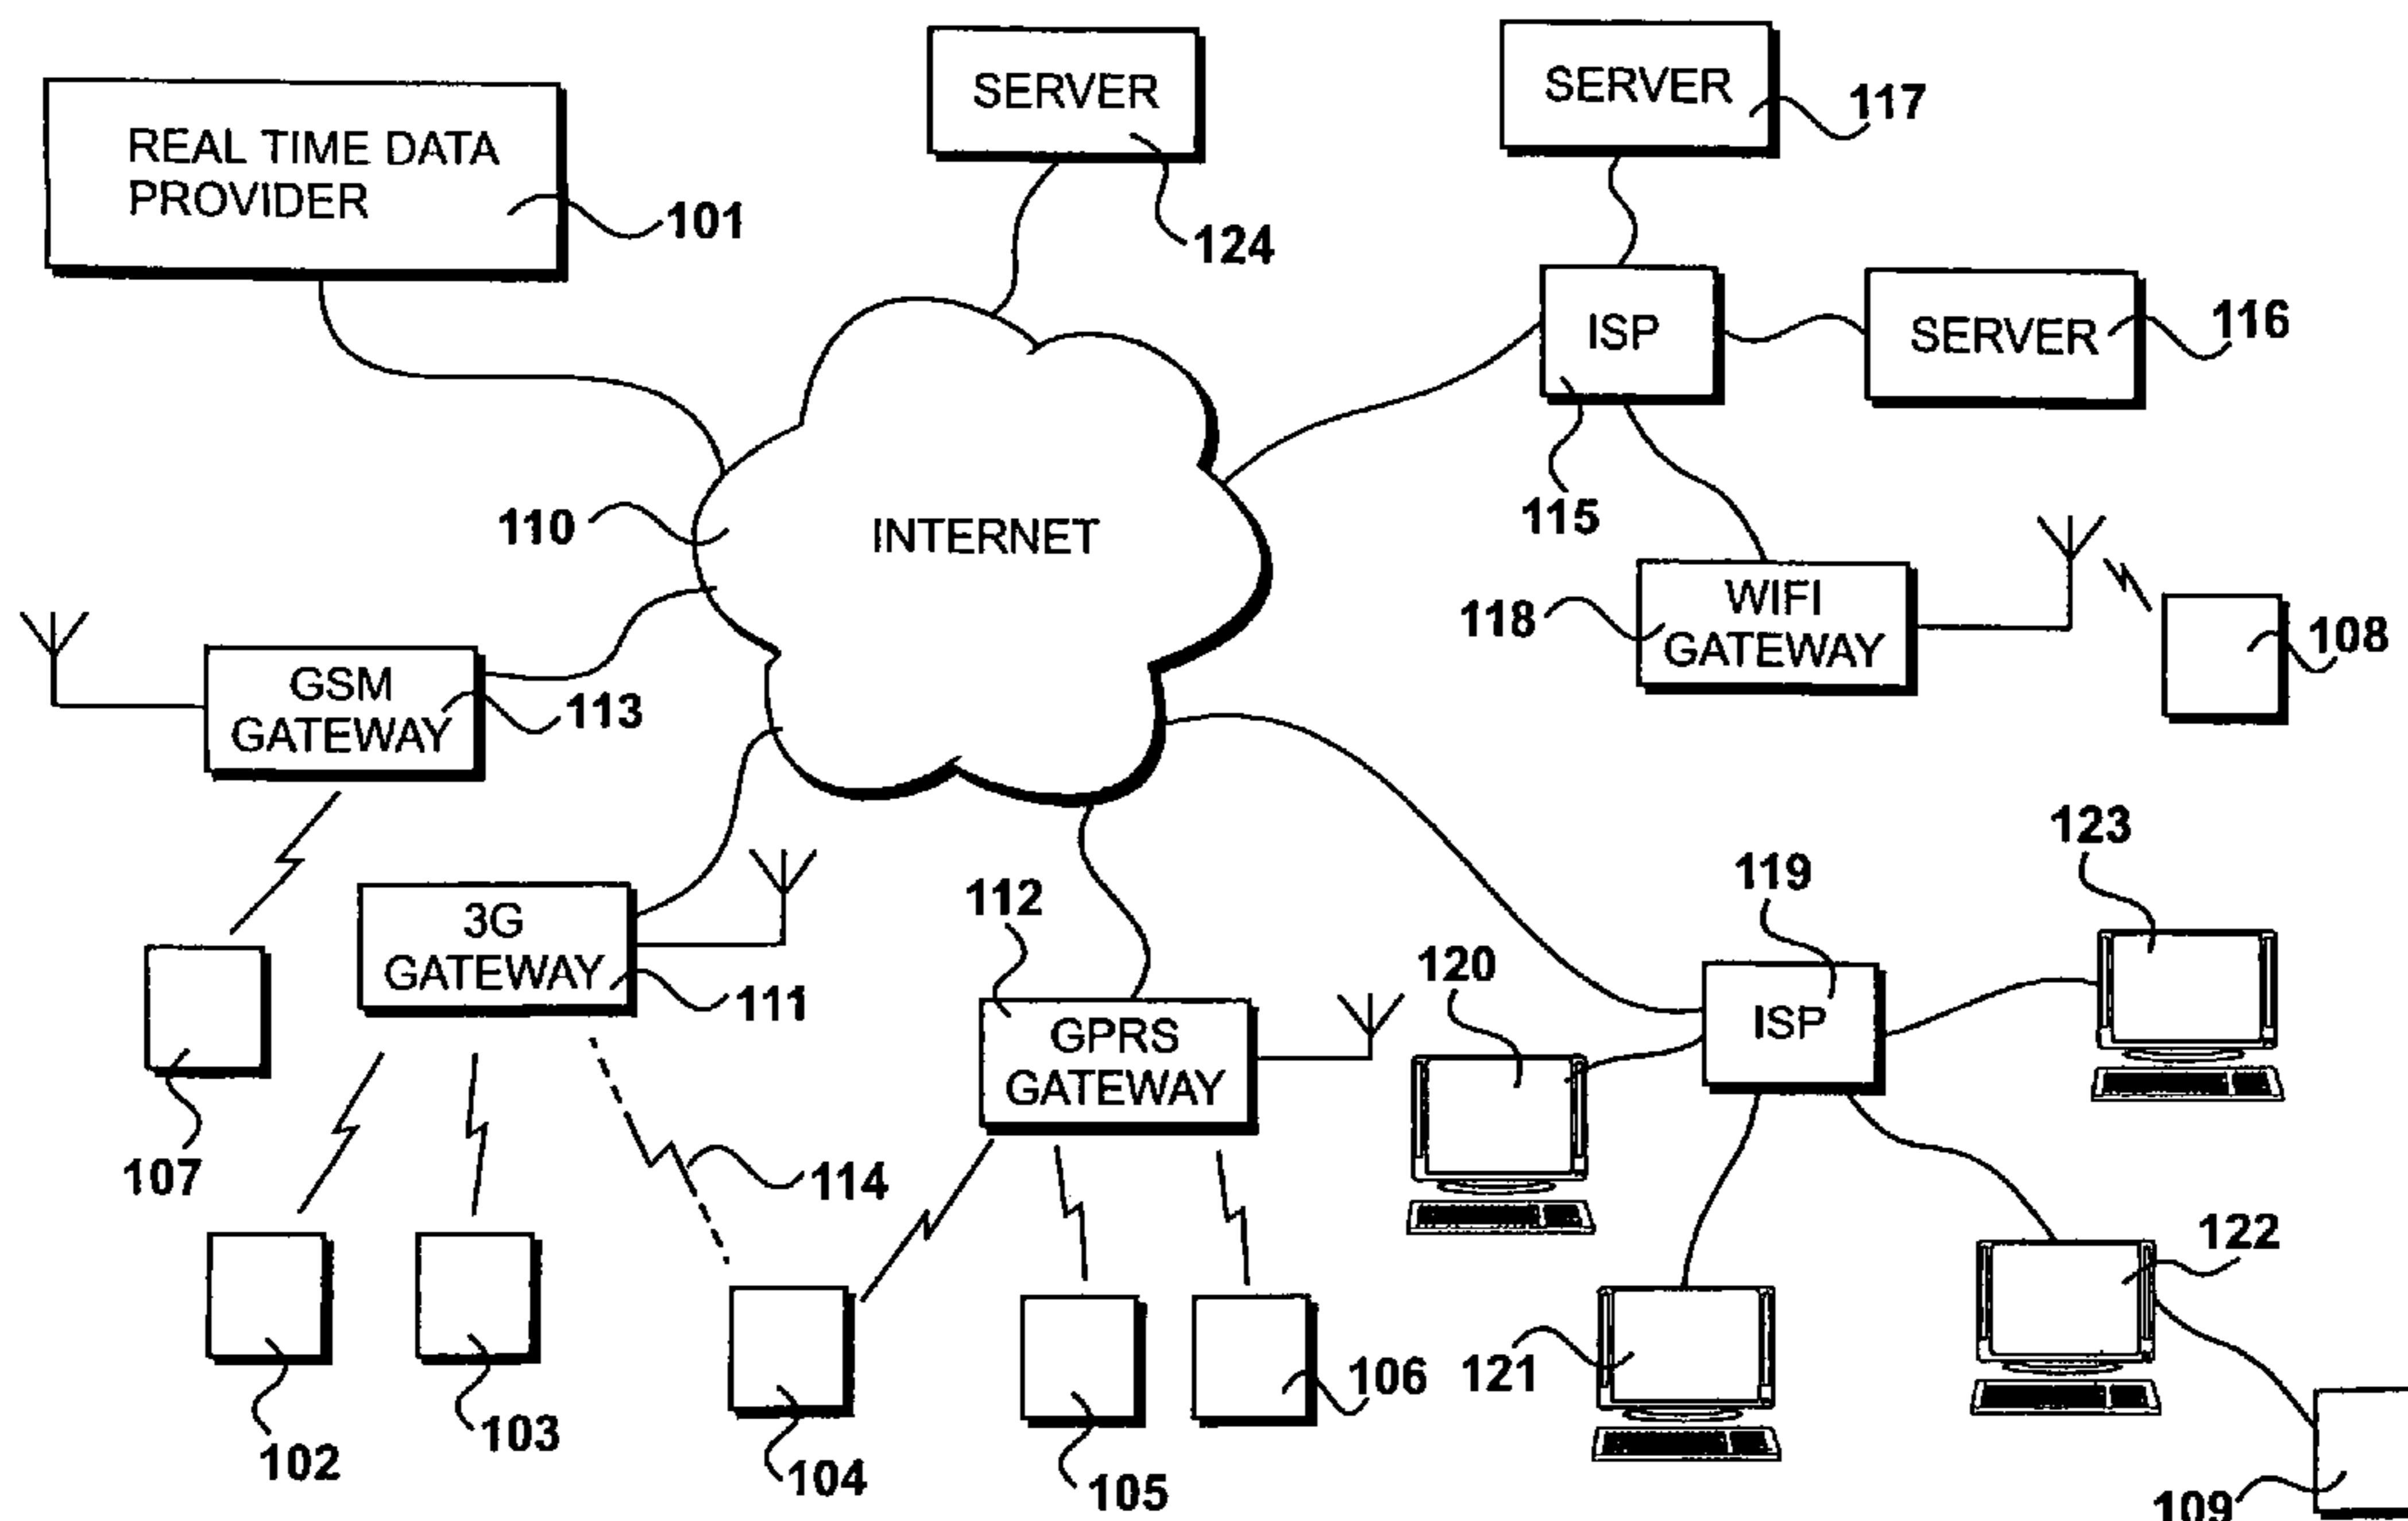 REAL TIME DATA
PROVIDER
101
SERVER
124
SERVER
117
ISP
115
SERVER
116
110
INTERNET
118
WIFI
GATEWAY
108
GSM
GATEWAY
113
107
3G
GATEWAY
111
112
GPRS
GATEWAY
114
102
103
104
105
106
119
ISP
120
123
121
122
109